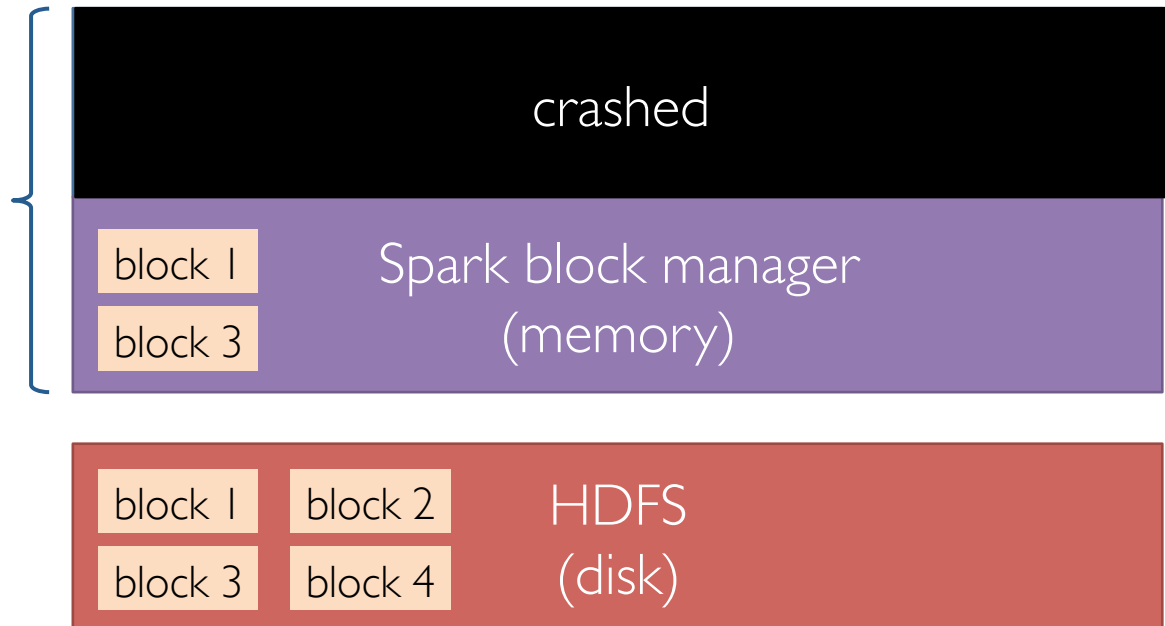 crashed
block 1
Spark block manager
(memory)
block 3
block 1
block 2
HDFS
(disk)
block 3
block 4